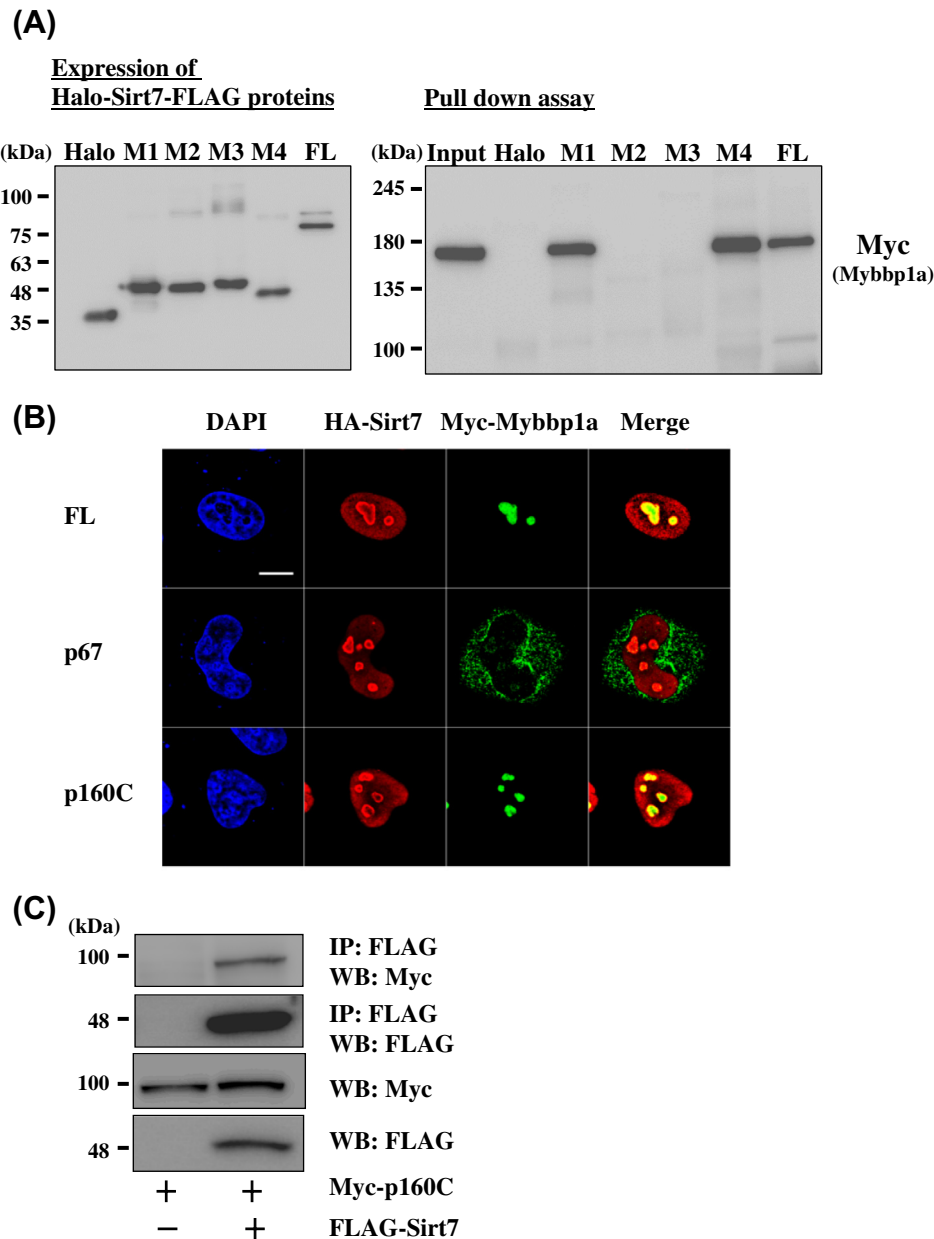 (A)
Expression of
Halo-Sirt7-FLAG proteins
Pull down assay
(kDa) Halo M1 M2 M3 M4 FL
100
75
63
48
35
(kDa) Input Halo M1 M2 M3 M4 FL
245
180
135
100
Myc
(Mybbp1a)
(B)
DAPI HA-Sirt7 Myc-Mybbp1a Merge
FL
p67
p160C
(C)
(kDa)
100
IP: FLAG
WB: Myc
48
IP: FLAG
WB: FLAG
100
WB: Myc
48
WB: FLAG
+ + Myc-p160C
− + FLAG-Sirt7